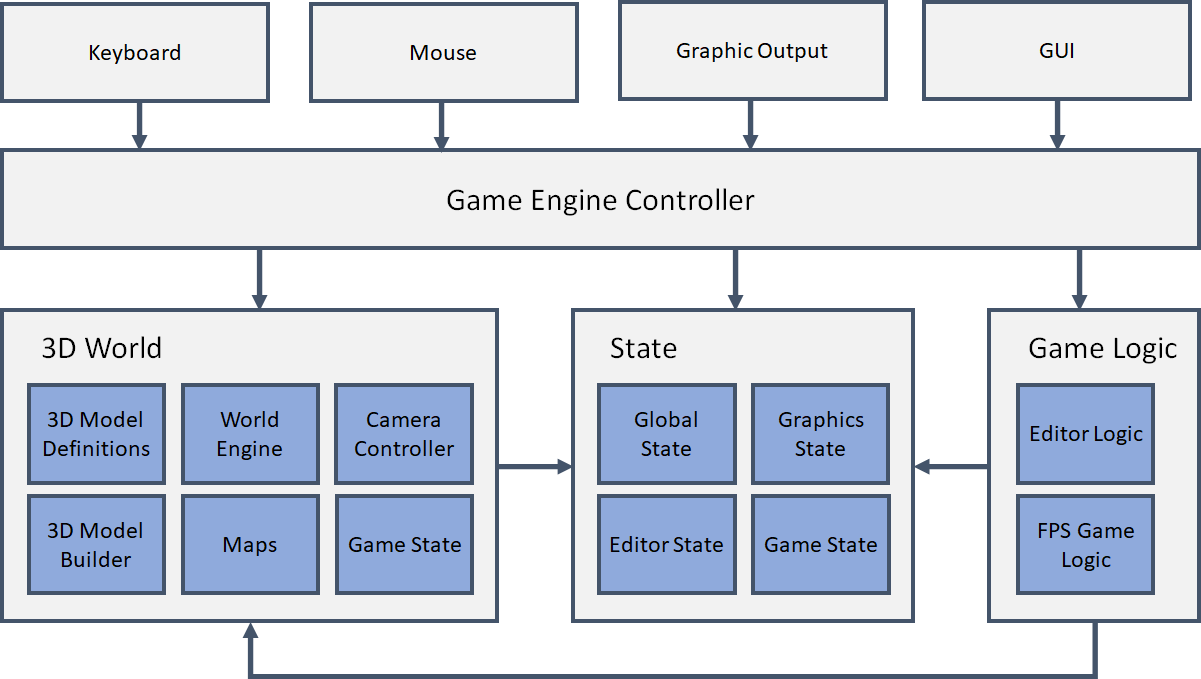 Keyboard
Mouse
Graphic Output
GUI
Game Engine Controller
3D World
3D Model
Definitions
World
Engine
Camera
Controller
3D Model
Builder
Maps
Game State
State
Global
State
Graphics
State
Editor State
Game State
Game Logic
Editor Logic
FPS Game
Logic